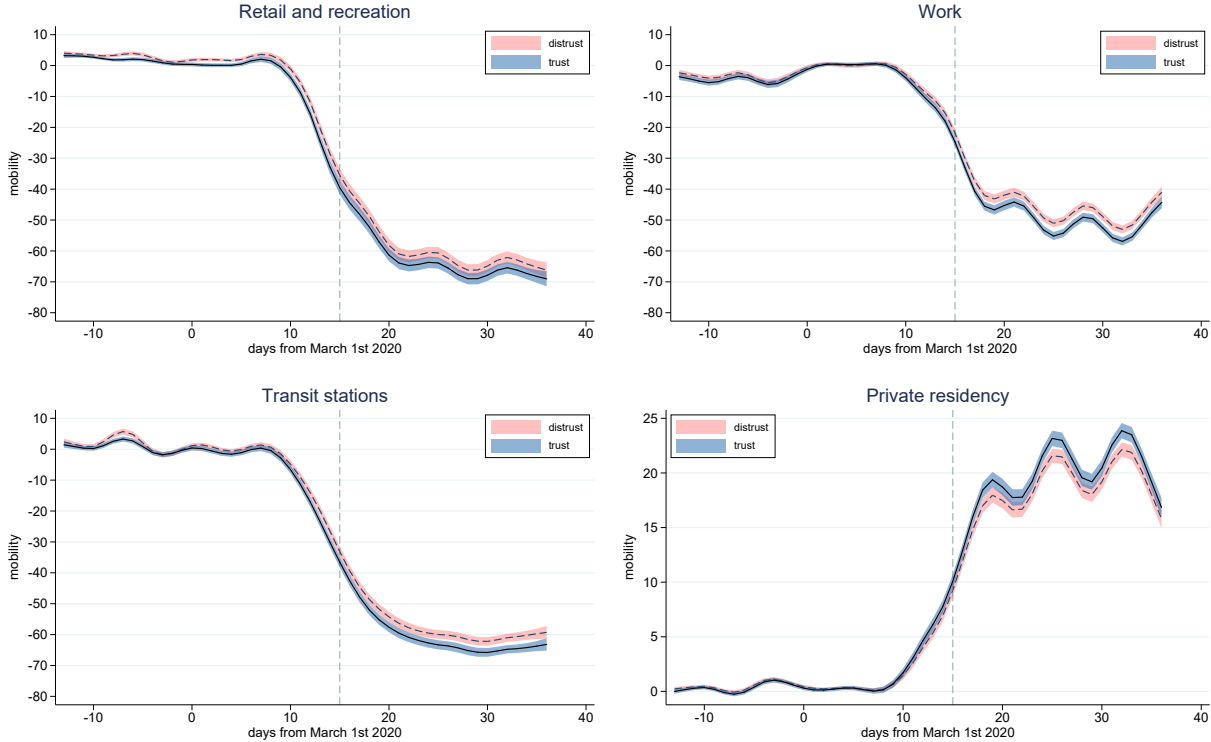 Retail and recreation
10
0
-10
-20
-30
-40
-50
-60
-70
-80
mobility
-10 0 10 20 30 40
days from March 1st 2020
distrust
trust
Work
10
0
-10
-20
-30
-40
-50
-60
-70
-80
mobility
-10 0 10 20 30 40
days from March 1st 2020
distrust
trust
Transit stations
10
0
-10
-20
-30
-40
-50
-60
-70
-80
mobility
-10 0 10 20 30 40
days from March 1st 2020
distrust
trust
Private residency
25
20
15
10
5
0
mobility
-10 0 10 20 30 40
days from March 1st 2020
distrust
trust